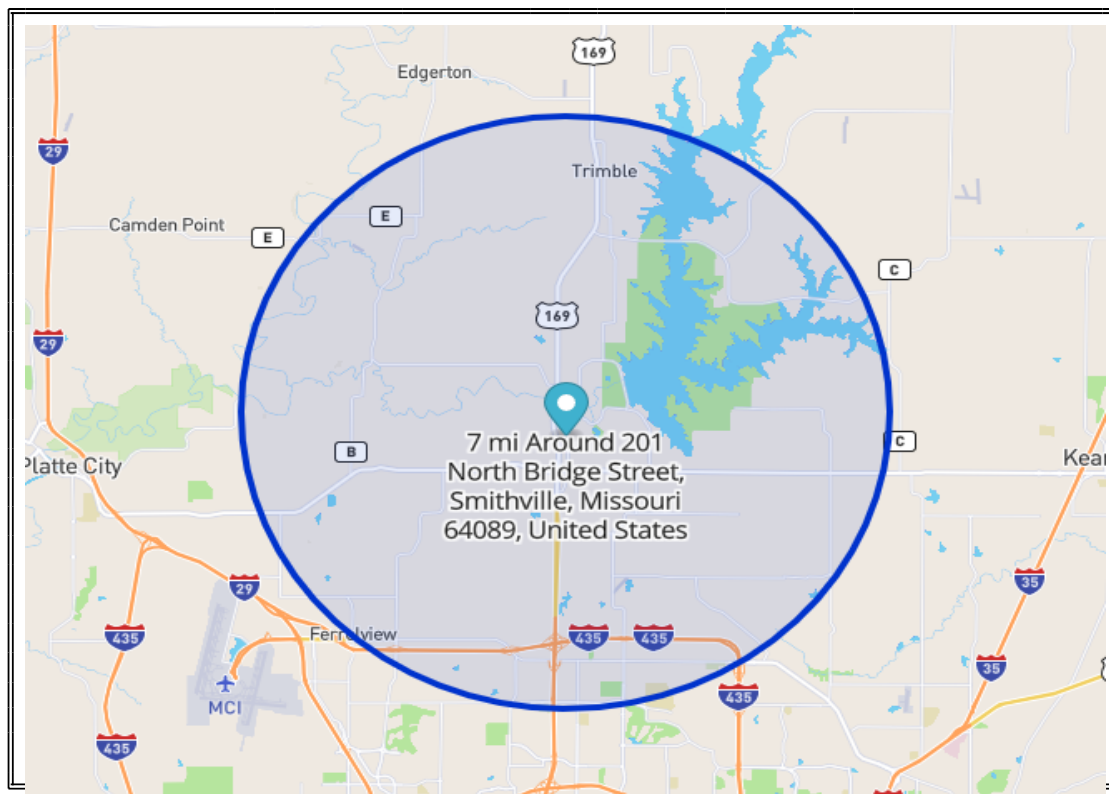 169
Edgerton
29
Trimble
E
Camden Point
E
C
169
29
7 mi Around 201
North Bridge Street,
Smithville, Missouri
64089, United States
B
C
Platte City
Kear
29
35
435
Ferrelview
435
435
35
MCI
435
435